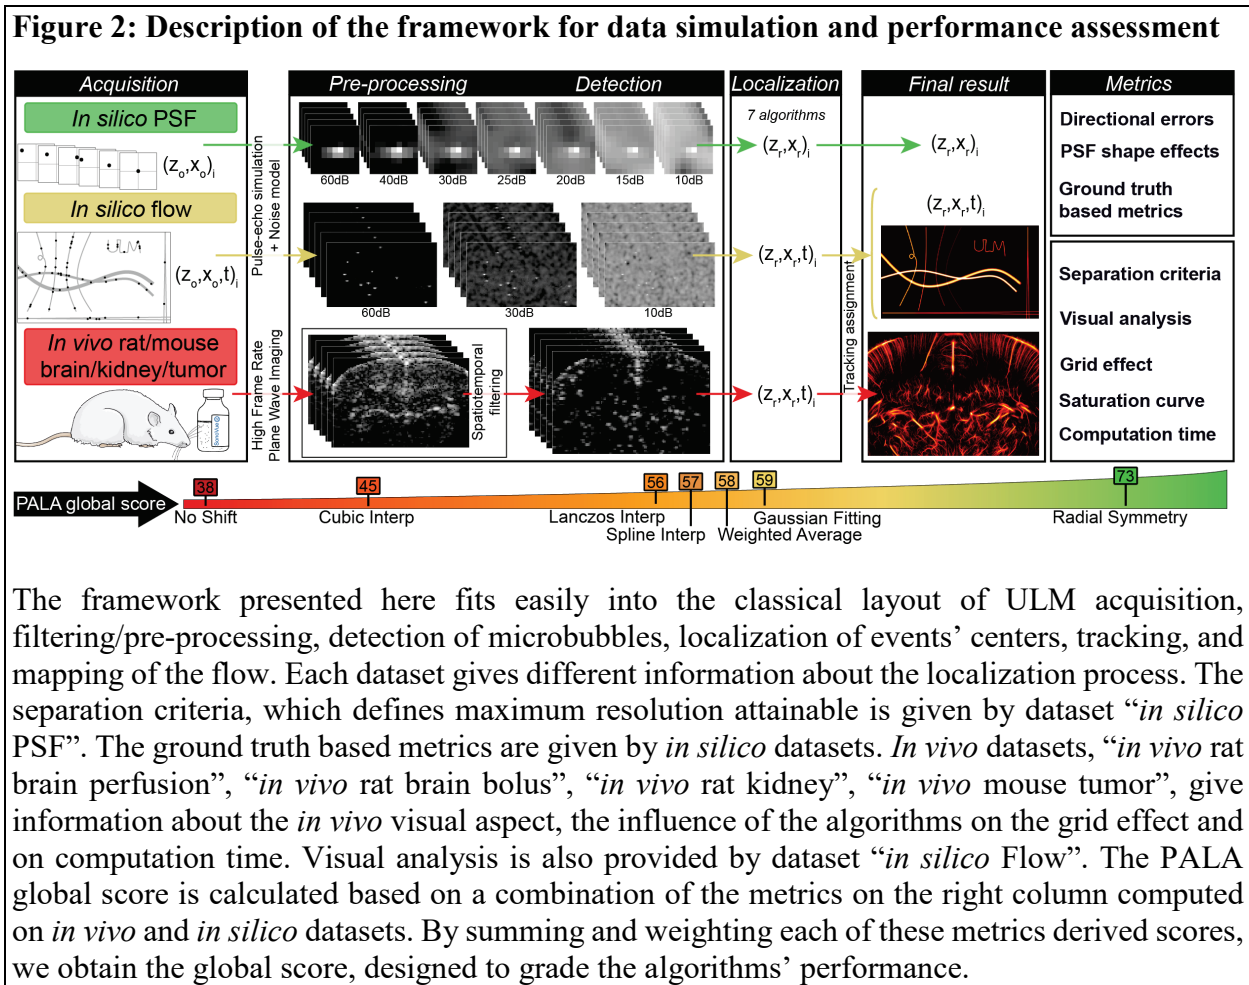 Figure 2: Description of the framework for data simulation and performance assessment
Acquisition
Pre-processing
Detection
Localization
Final result
Metrics
In silico PSF
(zo,xo)i
Pulse-echo simulation
+ Noise model
60dB
40dB
30dB
25dB
20dB
15dB
10dB
7 algorithms
(zr,xr)i
(zr,xr)i
Directional errors
PSF shape effects
Ground truth
based metrics
In silico flow
ULM
(zo,xo,t)i
60dB
30dB
10dB
(zr,xr,t)i
Tracking assignment
(zr,xr,t)i
ULM
Separation criteria
Visual analysis
Grid effect
Saturation curve
Computation time
In vivo rat/mouse
brain/kidney/tumor
SonoVue
High Frame Rate
Plane Wave Imaging
Spatiotemporal
filtering
(zr,xr,t)i
PALA global score
38
45
56
57
58
59
73
No Shift
Cubic Interp
Lanczos Interp
Spline Interp
Weighted Average
Gaussian Fitting
Radial Symmetry
The framework presented here fits easily into the classical layout of ULM acquisition,
filtering/pre-processing, detection of microbubbles, localization of events’ centers, tracking, and
mapping of the flow. Each dataset gives different information about the localization process. The
separation criteria, which defines maximum resolution attainable is given by dataset “in silico
PSF”. The ground truth based metrics are given by in silico datasets. In vivo datasets, “in vivo rat
brain perfusion”, “in vivo rat brain bolus”, “in vivo rat kidney”, “in vivo mouse tumor”, give
information about the in vivo visual aspect, the influence of the algorithms on the grid effect and
on computation time. Visual analysis is also provided by dataset “in silico Flow”. The PALA
global score is calculated based on a combination of the metrics on the right column computed
on in vivo and in silico datasets. By summing and weighting each of these metrics derived scores,
we obtain the global score, designed to grade the algorithms’ performance.